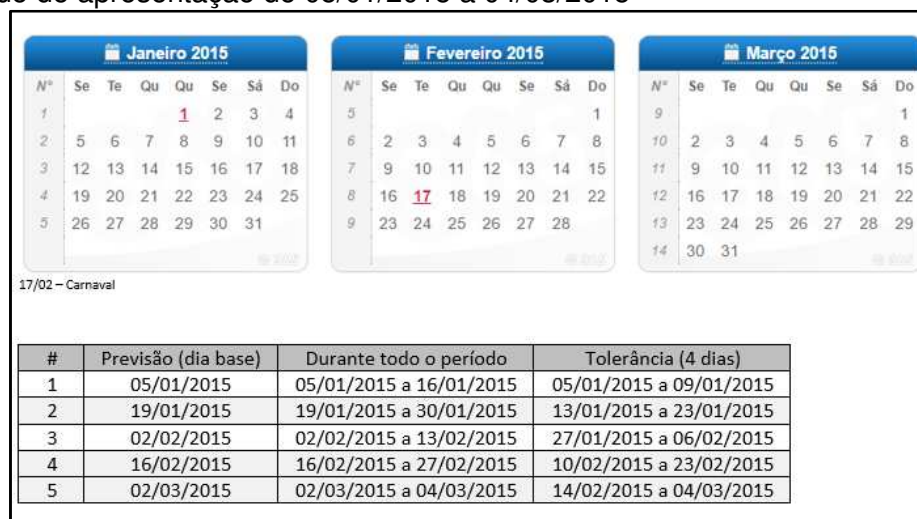 Janeiro 2015
Fevereiro 2015
Março 2015
N° Se Te Qu Qu Se Sá Do
N° Se Te Qu Qu Se Sá Do
N° Se Te Qu Qu Se Sá Do
1 1 2 3 4
5 1
9 1
2 5 6 7 8 9 10 11
6 2 3 4 5 6 7 8
10 2 3 4 5 6 7 8
3 12 13 14 15 16 17 18
7 9 10 11 12 13 14 15
11 9 10 11 12 13 14 15
4 19 20 21 22 23 24 25
8 16 17 18 19 20 21 22
12 16 17 18 19 20 21 22
5 26 27 28 29 30 31
9 23 24 25 26 27 28
13 23 24 25 26 27 28 29
14 30 31
17/02 – Carnaval
# Previsão (dia base) Durante todo o período Tolerância (4 dias)
1 05/01/2015 05/01/2015 a 16/01/2015 05/01/2015 a 09/01/2015
2 19/01/2015 19/01/2015 a 30/01/2015 13/01/2015 a 23/01/2015
3 02/02/2015 02/02/2015 a 13/02/2015 27/01/2015 a 06/02/2015
4 16/02/2015 16/02/2015 a 27/02/2015 10/02/2015 a 23/02/2015
5 02/03/2015 02/03/2015 a 04/03/2015 14/02/2015 a 04/03/2015